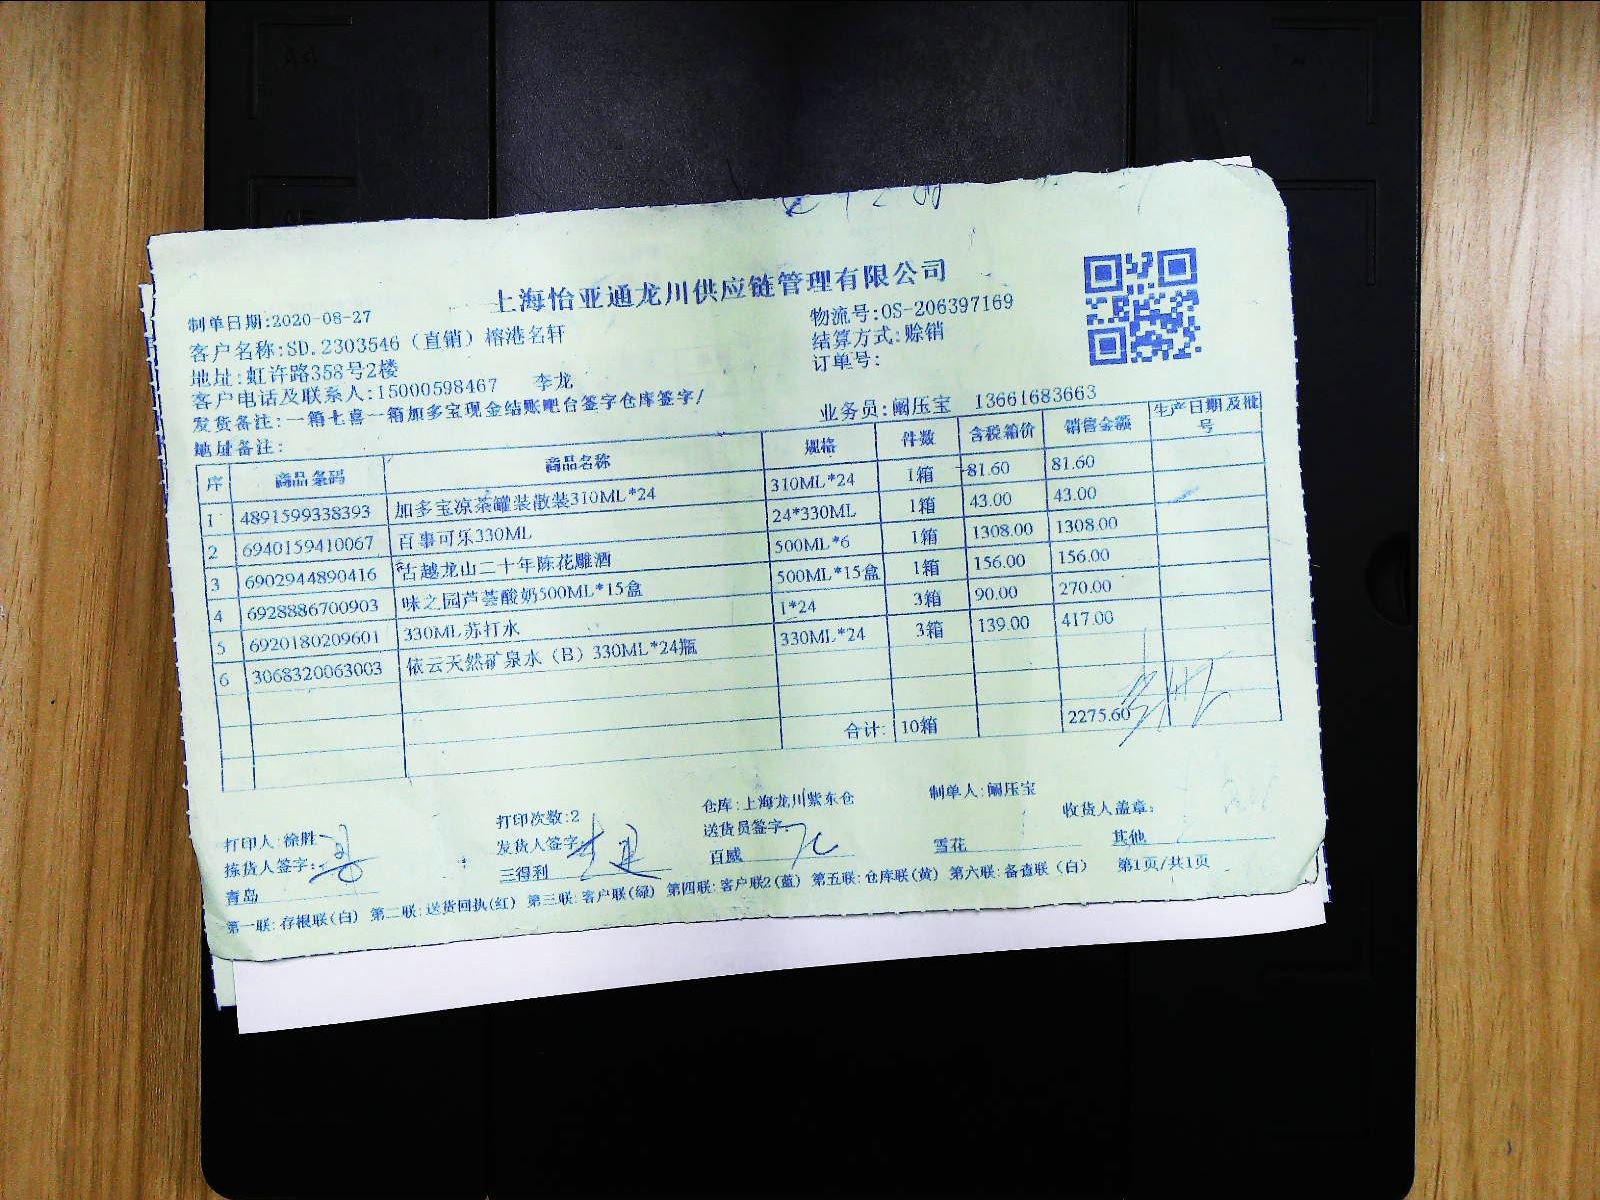 上海怡亚通龙川供应链管理有限公司
制单日期:2020-08-27
物流号:OS-206397169
客户名称:SD.2303546（直销）榕港名轩
结算方式:赊销
地址:虹许路358号2楼
订单号:
客户电话及联系人:15000598467 李龙
发货备注:一箱七喜一箱加多宝现金结账吧台签字仓库签字/
业务员:阚压宝 13661683663
地址备注:
序 商品条码 商品名称 规格 件数 含税箱价 销售金额 生产日期及批号
1 4891599338393 加多宝凉茶罐装散装310ML*24 310ML*24 1箱 81.60 81.60
2 6940159410067 百事可乐330ML 24*330ML 1箱 43.00 43.00
3 6902944890416 古越龙山二十年陈花雕酒 500ML*6 1箱 1308.00 1308.00
4 6928886700903 味之园芦荟酸奶500ML*15盒 500ML*15盒 1箱 156.00 156.00
5 6920180209601 330ML苏打水 1*24 3箱 90.00 270.00
6 3068320063003 依云天然矿泉水（B）330ML*24瓶 330ML*24 3箱 139.00 417.00
合计: 10箱 2275.60
打印人:徐胜 打印次数:2 仓库:上海龙川紫东仓 制单人:阚压宝
拣货人签字: 发货人签字: 送货员签字: 收货人盖章:
青岛 三得利 百威 雪花 其他
第一联:存根联(白) 第二联:送货回执(红) 第三联:客户联(绿) 第四联:客户联2(蓝) 第五联:仓库联(黄) 第六联:备查联（白） 第1页/共1页